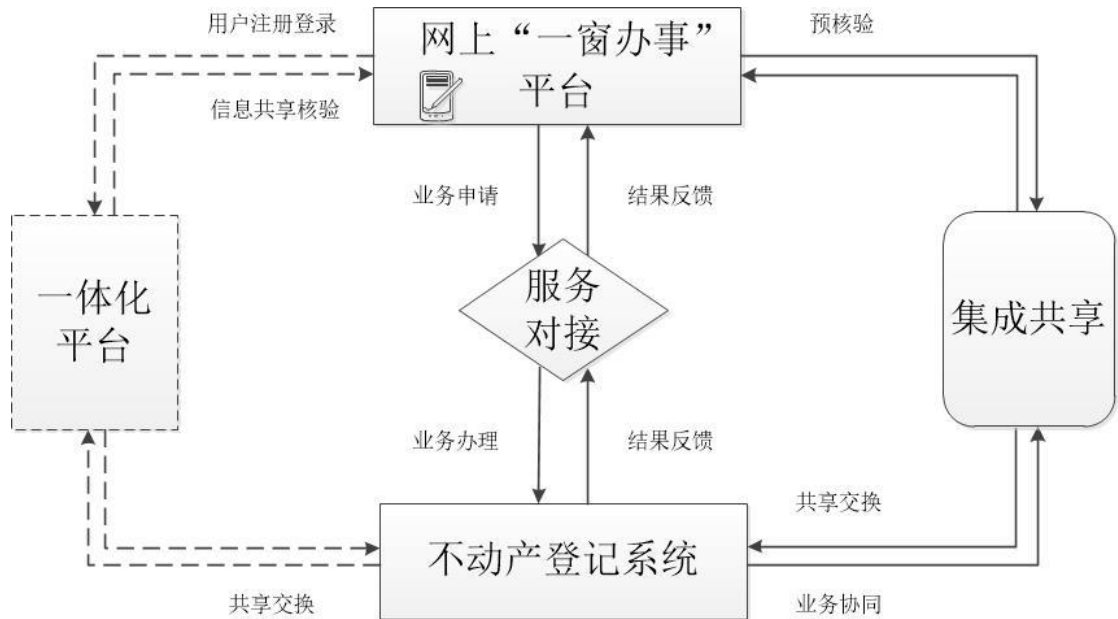 用户注册登录
网上“一窗办事”
平台
预核验
信息共享核验
业务申请
结果反馈
一体化
平台
服务
对接
集成共享
业务办理
结果反馈
共享交换
不动产登记系统
共享交换
业务协同